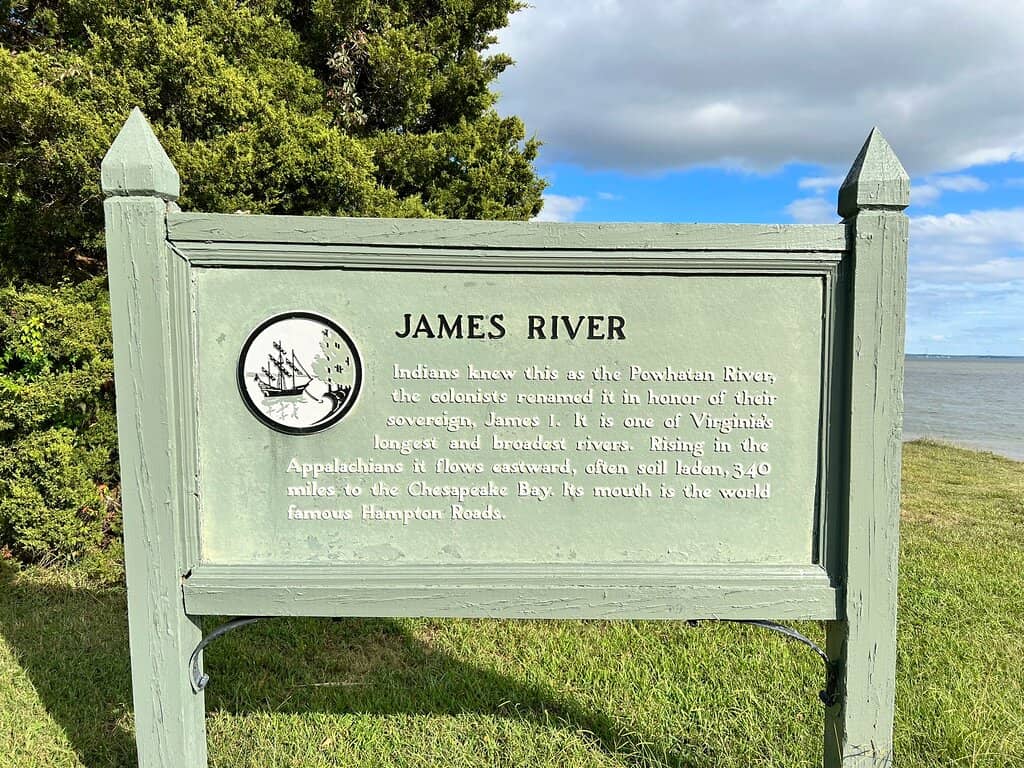 JAMES RIVER
Indians knew this as the Powhatan River,
the colonists renamed it in honor of their
sovereign, James I. It is one of Virginia's
longest and broadest rivers. Rising in the
Appalachians it flows eastward, often soil laden, 340
miles to the Chesapeake Bay. Its mouth is the world
famous Hampton Roads.